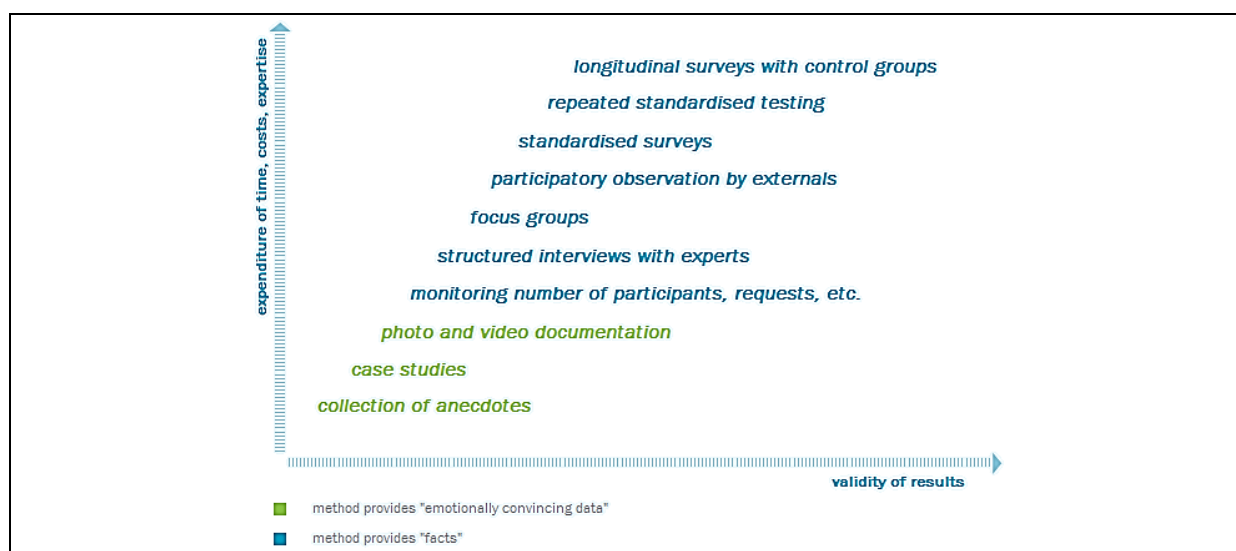 expenditure of time, costs, expertise
longitudinal surveys with control groups
repeated standardised testing
standardised surveys
participatory observation by externals
focus groups
structured interviews with experts
monitoring number of participants, requests, etc.
photo and video documentation
case studies
collection of anecdotes
validity of results
method provides "emotionally convincing data"
method provides "facts"